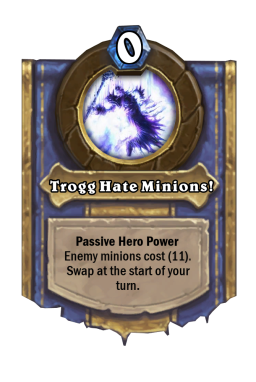 0
Trogg Hate Minions!
Passive Hero Power
Enemy minions cost (11).
Swap at the start of your
turn.